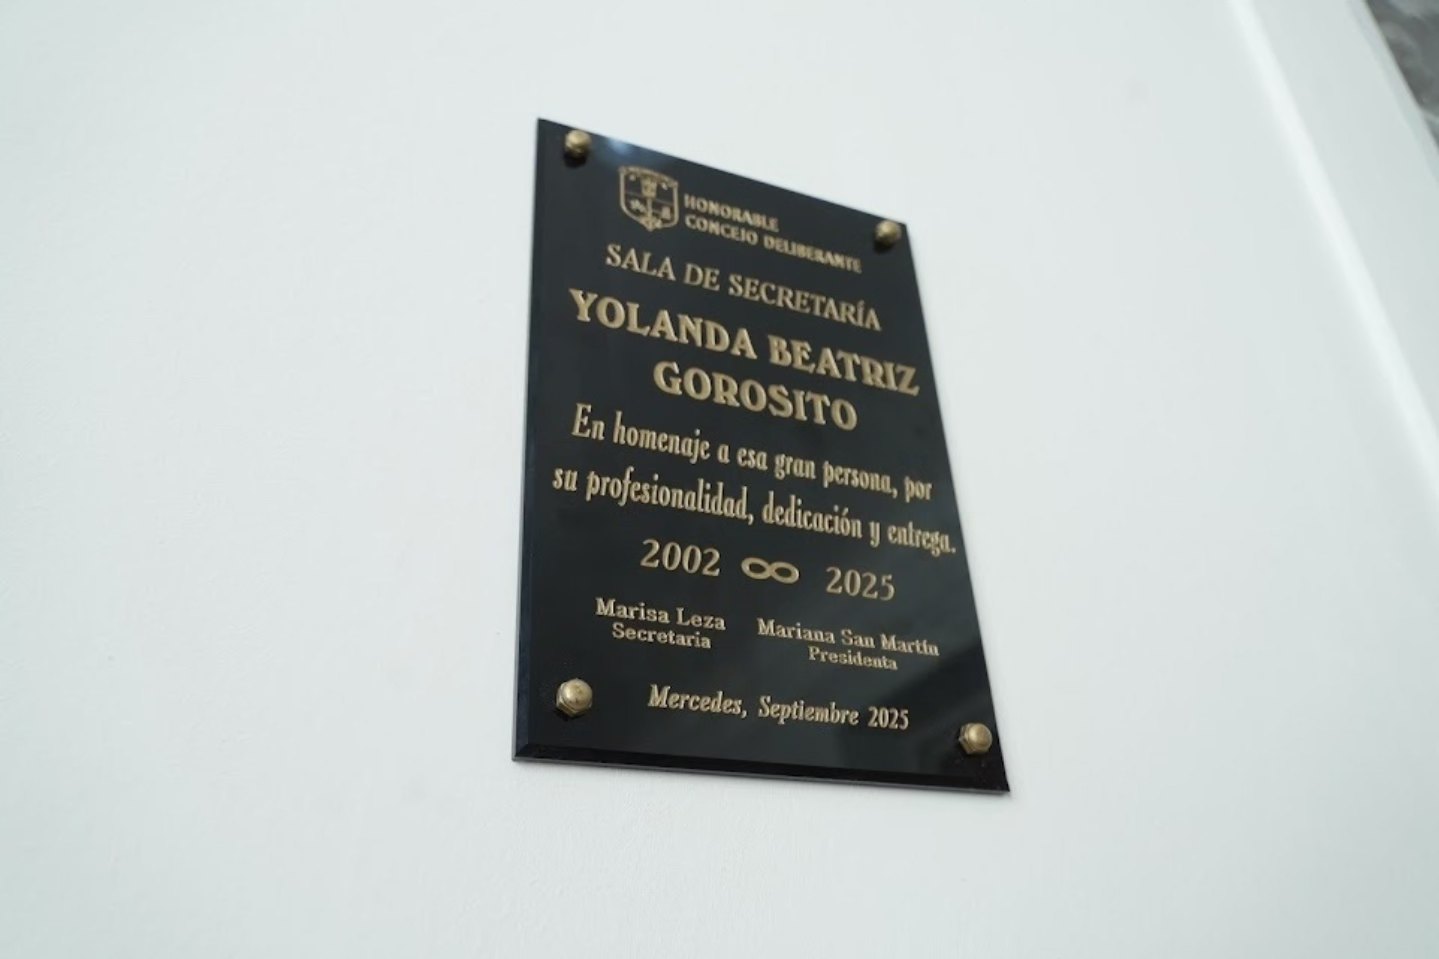 HONORABLE
CONCEJO DELIBERANTE
SALA DE SECRETARÍA
YOLANDA BEATRIZ
GOROSITO
En homenaje a esa gran persona, por
su profesionalidad, dedicación y entrega.
2002 ∞ 2025
Marisa Leza
Secretaria
Mariana San Martín
Presidenta
Mercedes, Septiembre 2025